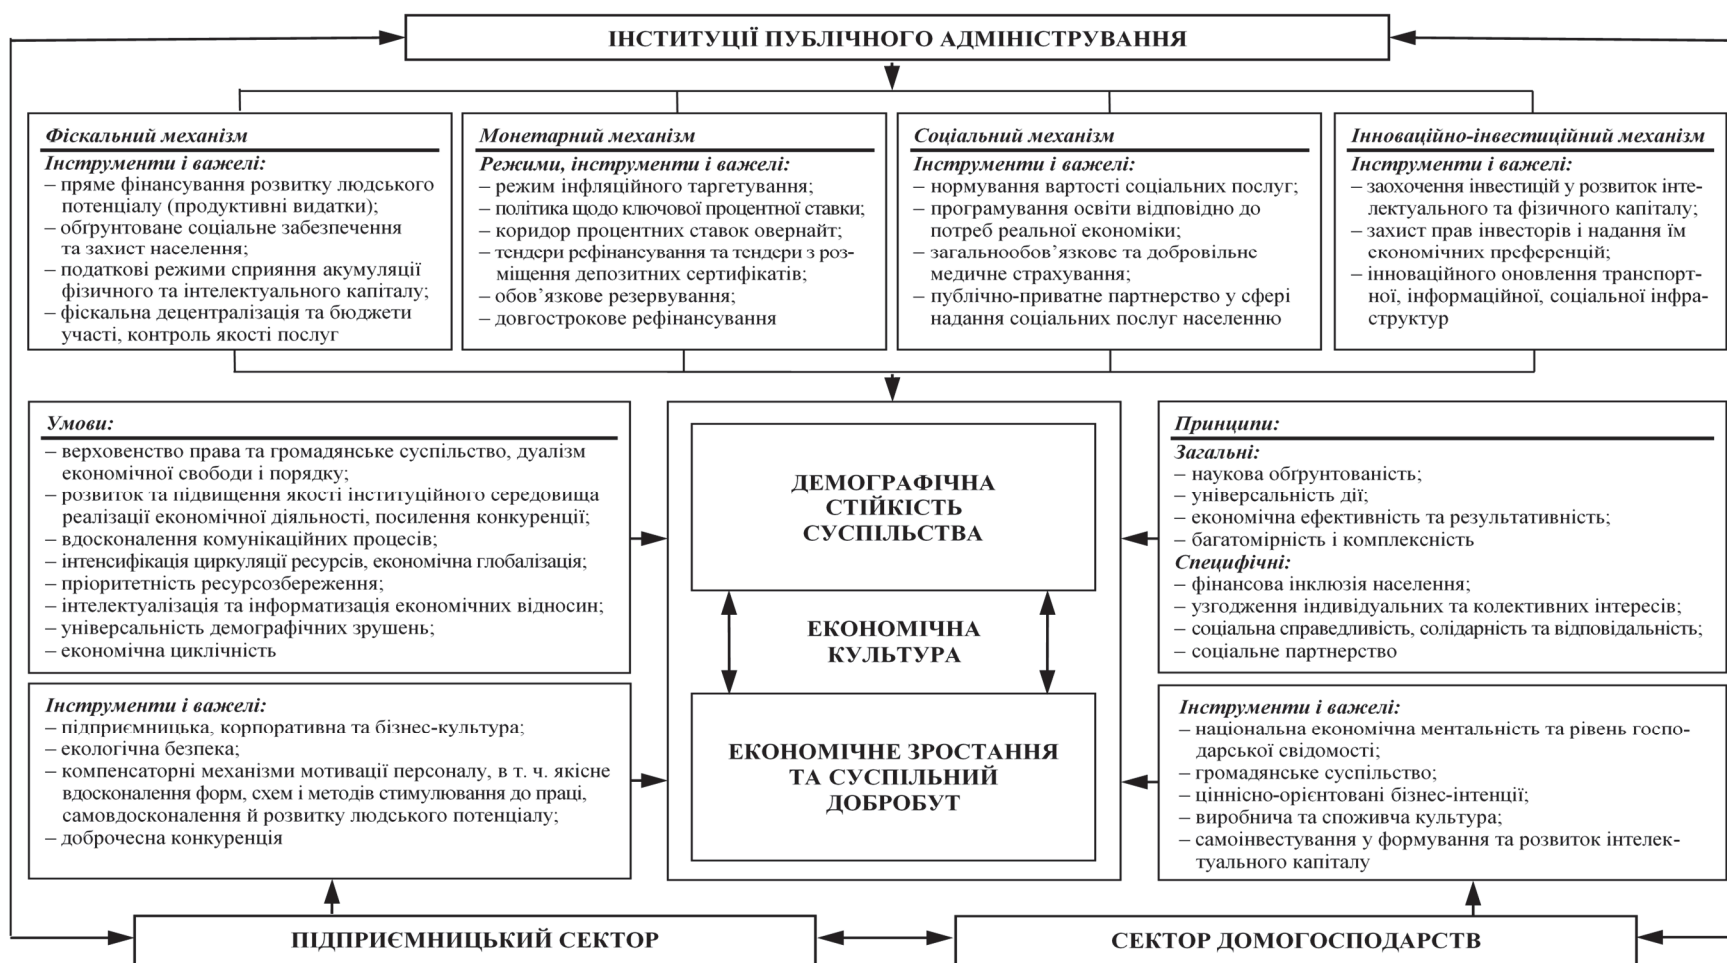 ІНСТИТУЦІЇ ПУБЛІЧНОГО АДМІНІСТРУВАННЯ
Фіскальний механізм
Інструменти і важелі:
– пряме фінансування розвитку людського
потенціалу (продуктивні видатки);
– обґрунтоване соціальне забезпечення
та захист населення;
– податкові режими сприяння акумуляції
фізичного та інтелектуального капіталу;
– фіскальна децентралізація та бюджети
участі, контроль якості послуг
Монетарний механізм
Режими, інструменти і важелі:
– режим інфляційного таргетування;
– політика щодо ключової процентної ставки;
– коридор процентних ставок овернайт;
– тендери рефінансування та тендери з роз-
міщення депозитних сертифікатів;
– обов’язкове резервування;
– довгострокове рефінансування
Соціальний механізм
Інструменти і важелі:
– нормування вартості соціальних послуг;
– програмування освіти відповідно до
потреб реальної економіки;
– загальнообов’язкове та добровільне
медичне страхування;
– публічно-приватне партнерство у сфері
надання соціальних послуг населенню
Інноваційно-інвестиційний механізм
Інструменти і важелі:
– заохочення інвестицій у розвиток інте-
лектуального та фізичного капіталу;
– захист прав інвесторів і надання їм
економічних преференцій;
– інноваційного оновлення транспорт-
ної, інформаційної, соціальної інфра-
структур
Умови:
– верховенство права та громадянське суспільство, дуалізм
економічної свободи і порядку;
– розвиток та підвищення якості інституційного середовища
реалізації економічної діяльності, посилення конкуренції;
– вдосконалення комунікаційних процесів;
– інтенсифікація циркуляції ресурсів, економічна глобалізація;
– пріоритетність ресурсозбереження;
– інтелектуалізація та інформатизація економічних відносин;
– універсальність демографічних зрушень;
– економічна циклічність
ДЕМОГРАФІЧНА
СТІЙКІСТЬ
СУСПІЛЬСТВА
ЕКОНОМІЧНА
КУЛЬТУРА
ЕКОНОМІЧНЕ ЗРОСТАННЯ
ТА СУСПІЛЬНИЙ
ДОБРОБУТ
Принципи:
Загальні:
– наукова обґрунтованість;
– універсальність дії;
– економічна ефективність та результативність;
– багатомірність і комплексність
Специфічні:
– фінансова інклюзія населення;
– узгодження індивідуальних та колективних інтересів;
– соціальна справедливість, солідарність та відповідальність;
– соціальне партнерство
Інструменти і важелі:
– підприємницька, корпоративна та бізнес-культура;
– екологічна безпека;
– компенсаторні механізми мотивації персоналу, в т. ч. якісне
вдосконалення форм, схем і методів стимулювання до праці,
самовдосконалення й розвитку людського потенціалу;
– доброчесна конкуренція
Інструменти і важелі:
– національна економічна ментальність та рівень госпо-
дарської свідомості;
– громадянське суспільство;
– ціннісно-орієнтовані бізнес-інтенції;
– виробнича та споживча культура;
– самоінвестування у формування та розвиток інтелек-
туального капіталу
ПІДПРИЄМНИЦЬКИЙ СЕКТОР
СЕКТОР ДОМОГОСПОДАРСТВ